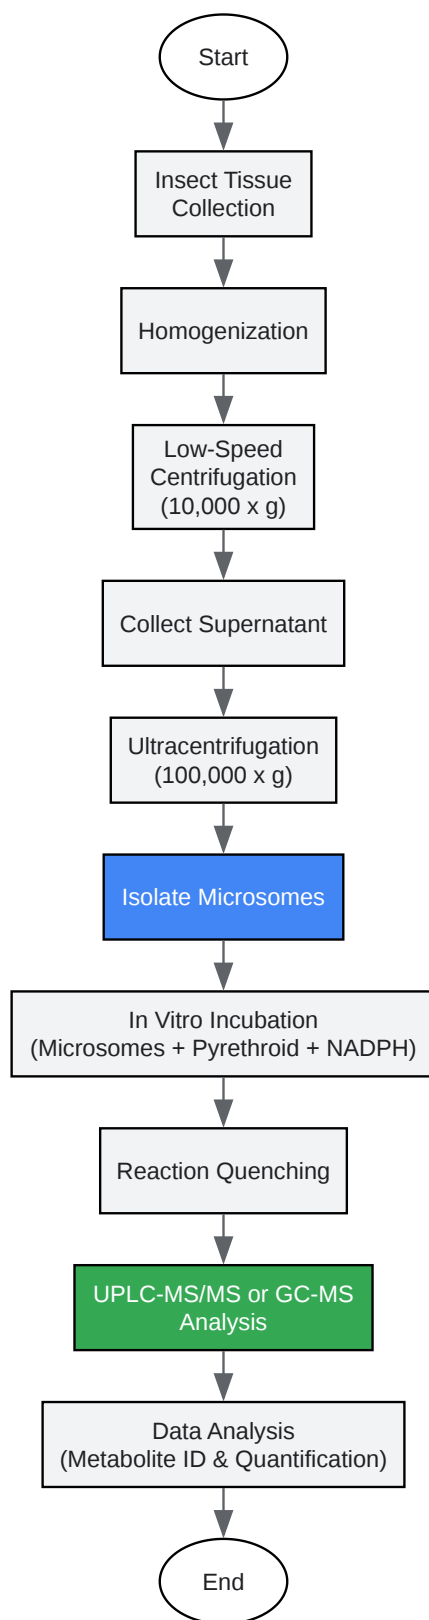 Start
Insect Tissue
Collection
Homogenization
Low-Speed
Centrifugation
(10,000 x g)
Collect Supernatant
Ultracentrifugation
(100,000 x g)
Isolate Microsomes
In Vitro Incubation
(Microsomes + Pyrethroid + NADPH)
Reaction Quenching
UPLC-MS/MS or GC-MS
Analysis
Data Analysis
(Metabolite ID & Quantification)
End